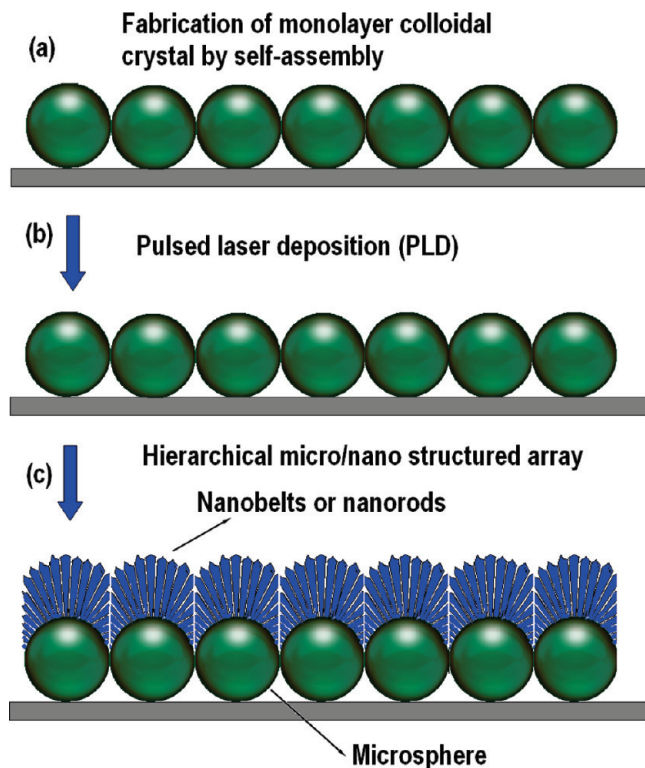 (a)
Fabrication of monolayer colloidal
crystal by self-assembly
(b)
Pulsed laser deposition (PLD)
(c)
Hierarchical micro/nano structured array
Nanobelts or nanorods
Microsphere